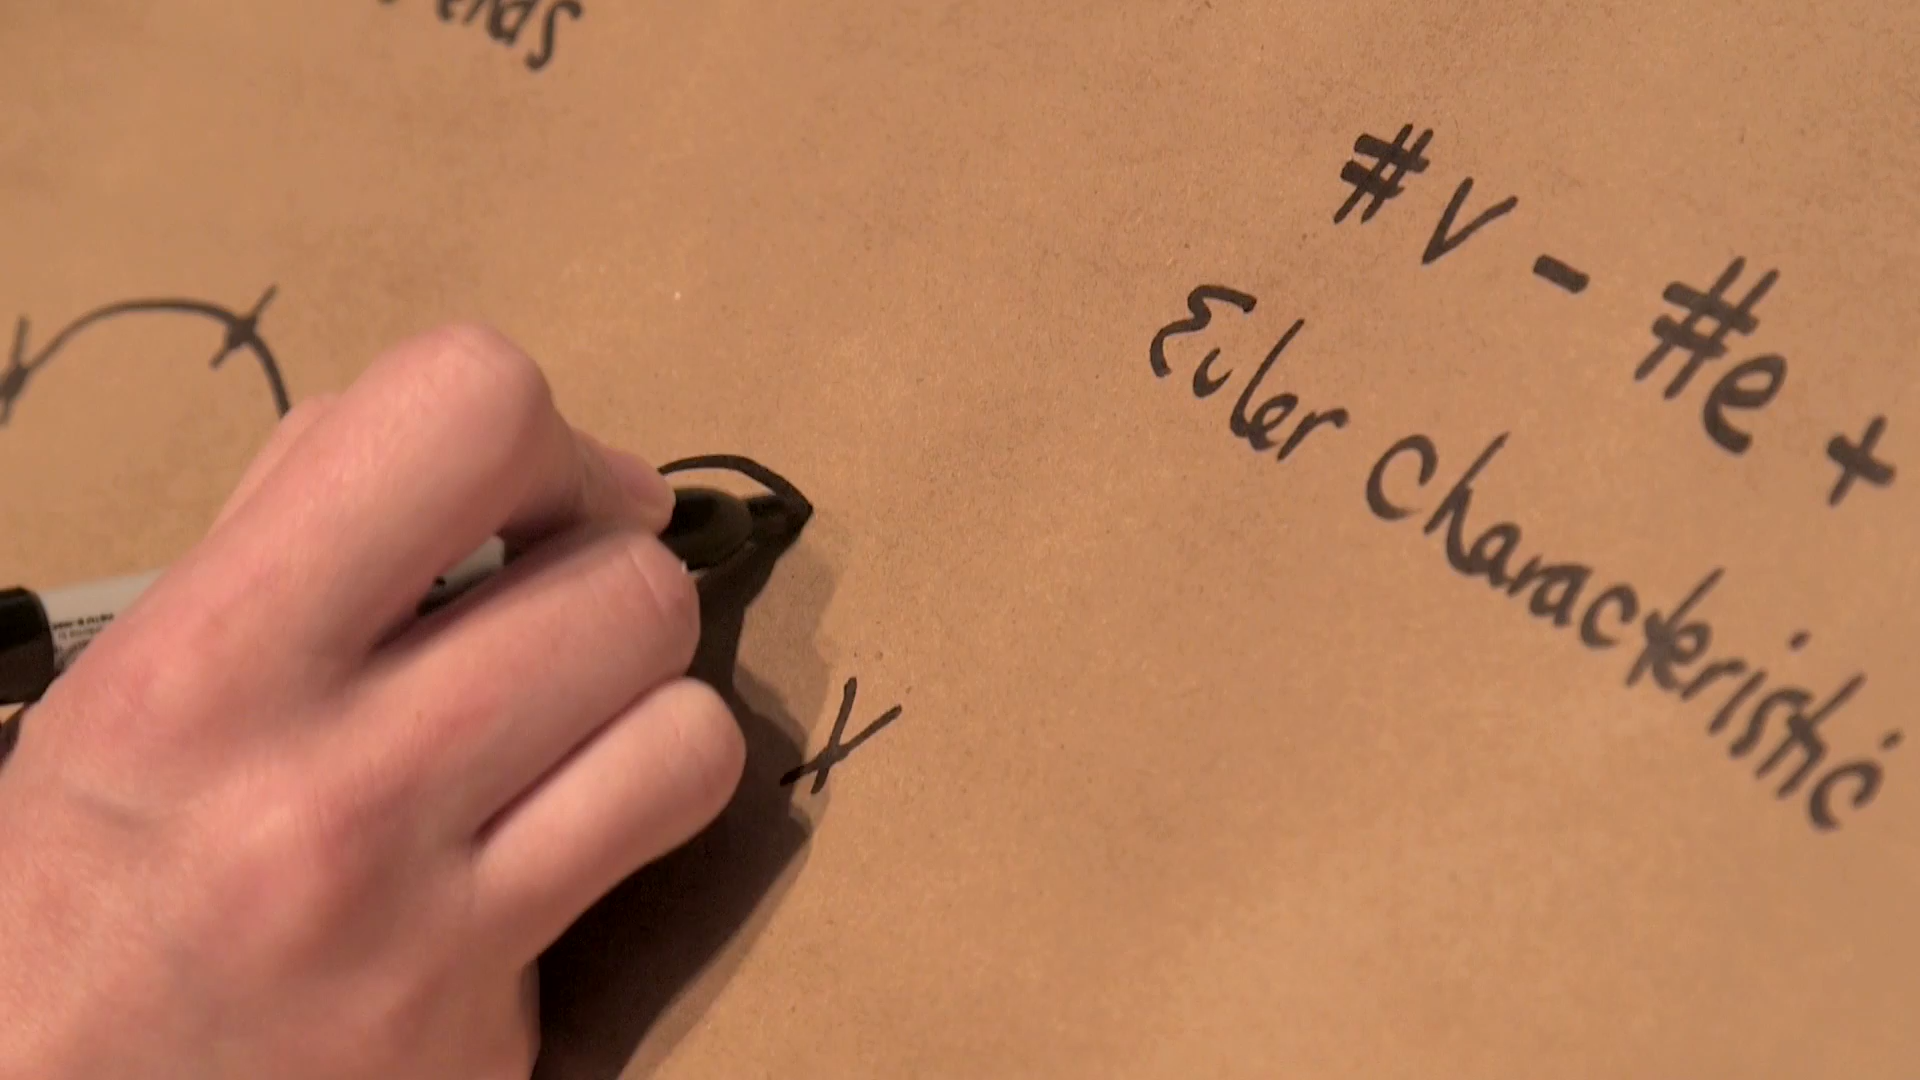 #v - #e +
Euler characteristic